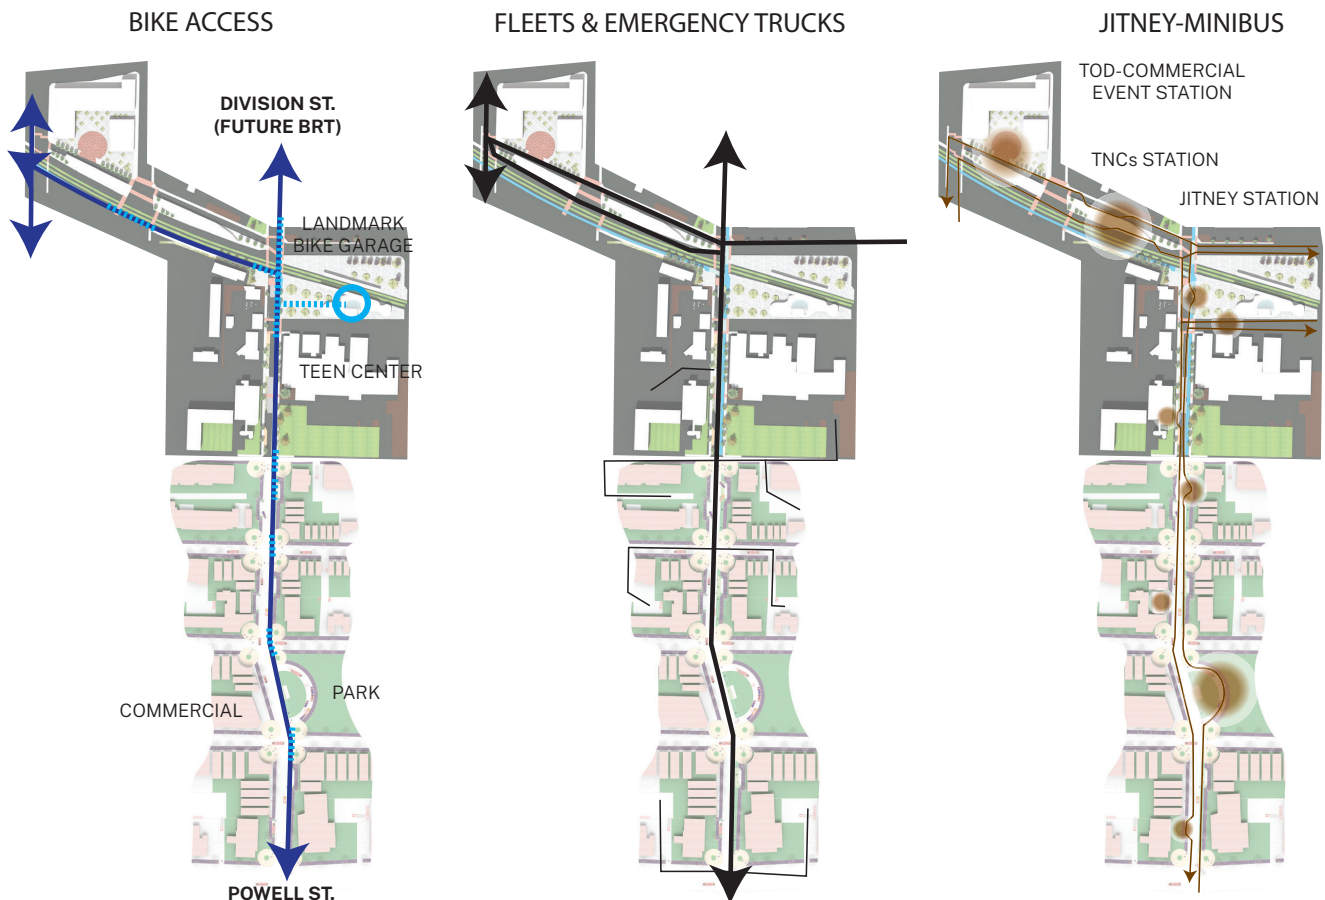 BIKE ACCESS
FLEETS & EMERGENCY TRUCKS
JITNEY-MINIBUS
DIVISION ST.
(FUTURE BRT)
LANDMARK
BIKE GARAGE
TEEN CENTER
COMMERCIAL
PARK
POWELL ST.
TOD-COMMERCIAL
EVENT STATION
TNCs STATION
JITNEY STATION